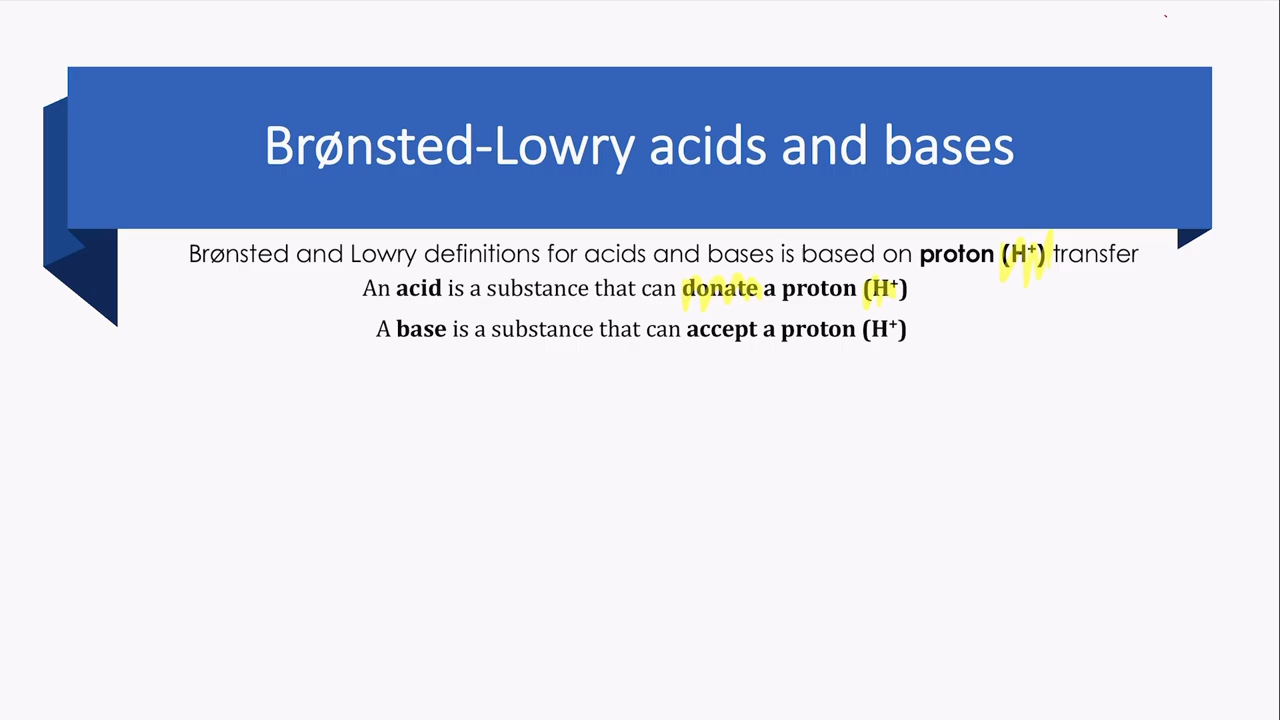 Brønsted-Lowry acids and bases
Brønsted and Lowry definitions for acids and bases is based on proton (H⁺) transfer
An acid is a substance that can donate a proton (H⁺)
A base is a substance that can accept a proton (H⁺)